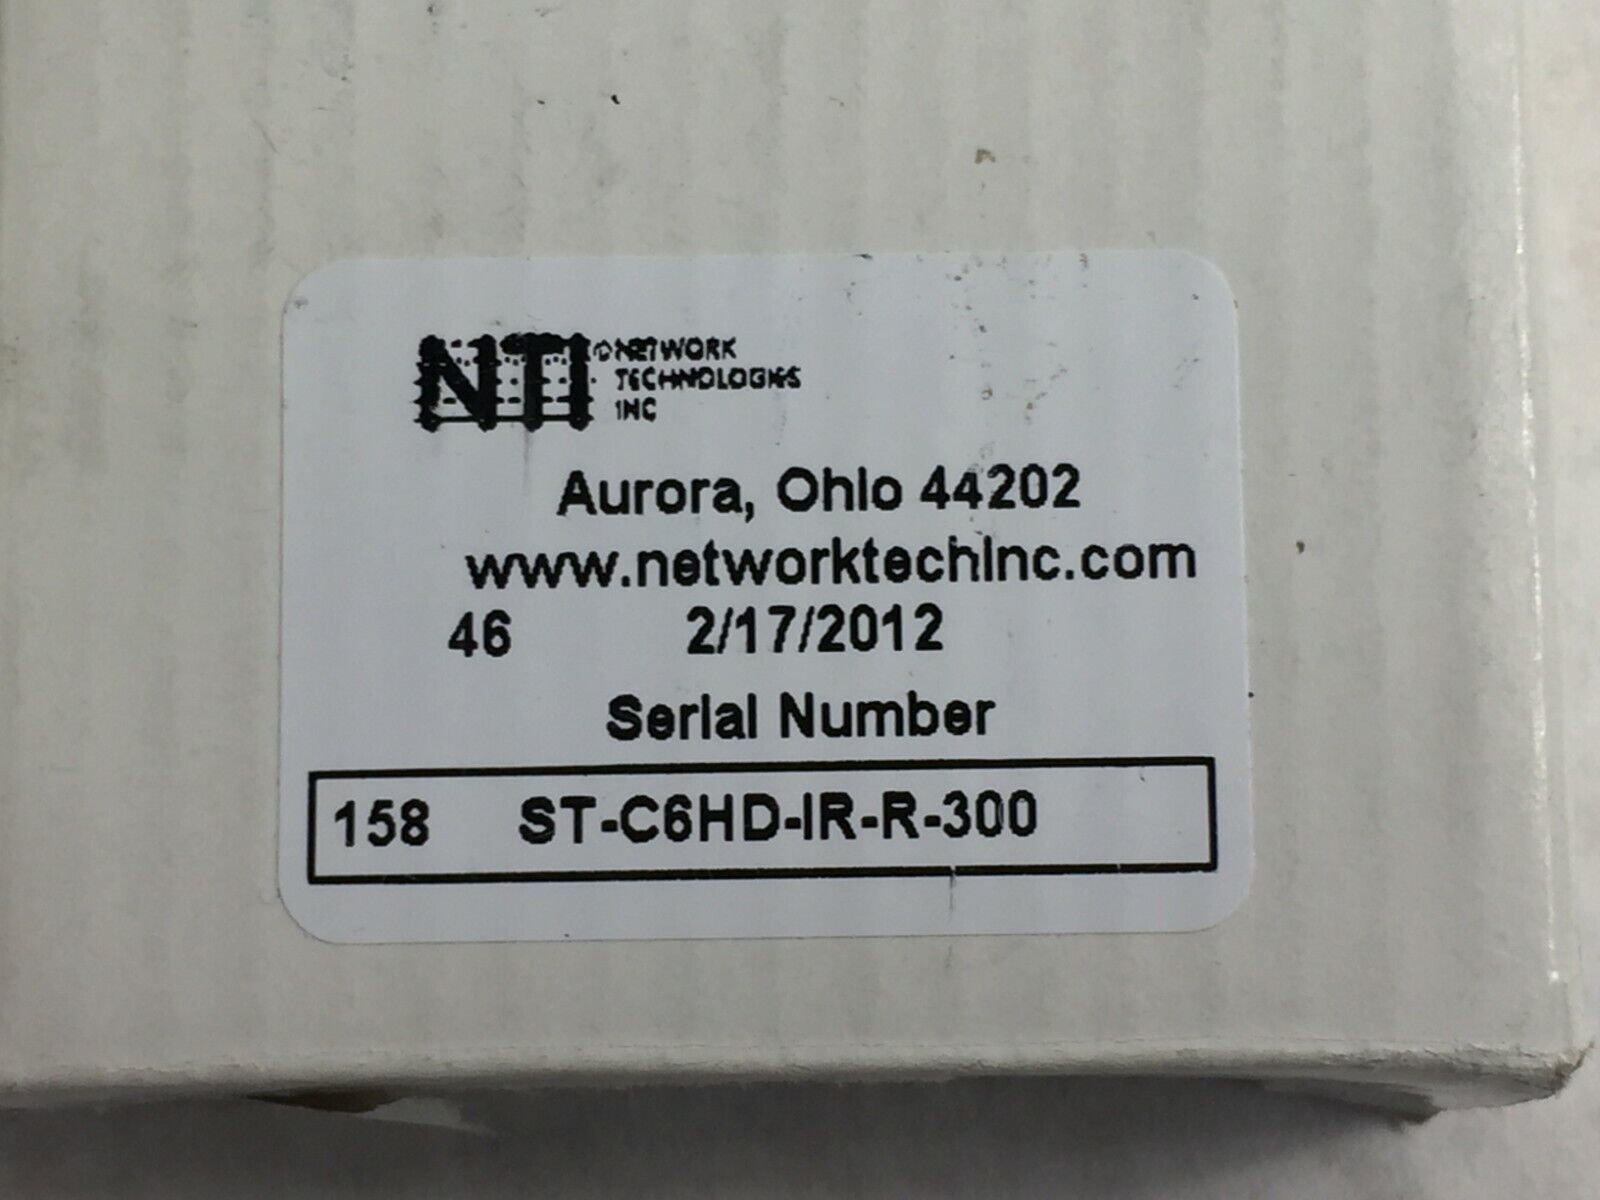 NTI NETWORK
TECHNOLOGIES
INC
Aurora, Ohio 44202
www.networktechinc.com
46 2/17/2012
Serial Number
158 ST-C6HD-IR-R-300